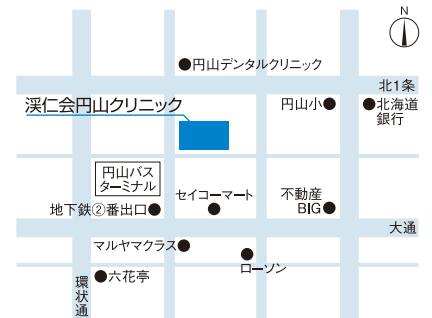 N
円山デンタルクリニック
北1条
渓仁会円山クリニック
円山小
北海道
銀行
円山バス
ターミナル
地下鉄②番出口
セイコーマート
不動産
BIG
大通
マルヤマクラス
ローソン
六花亭
環状通